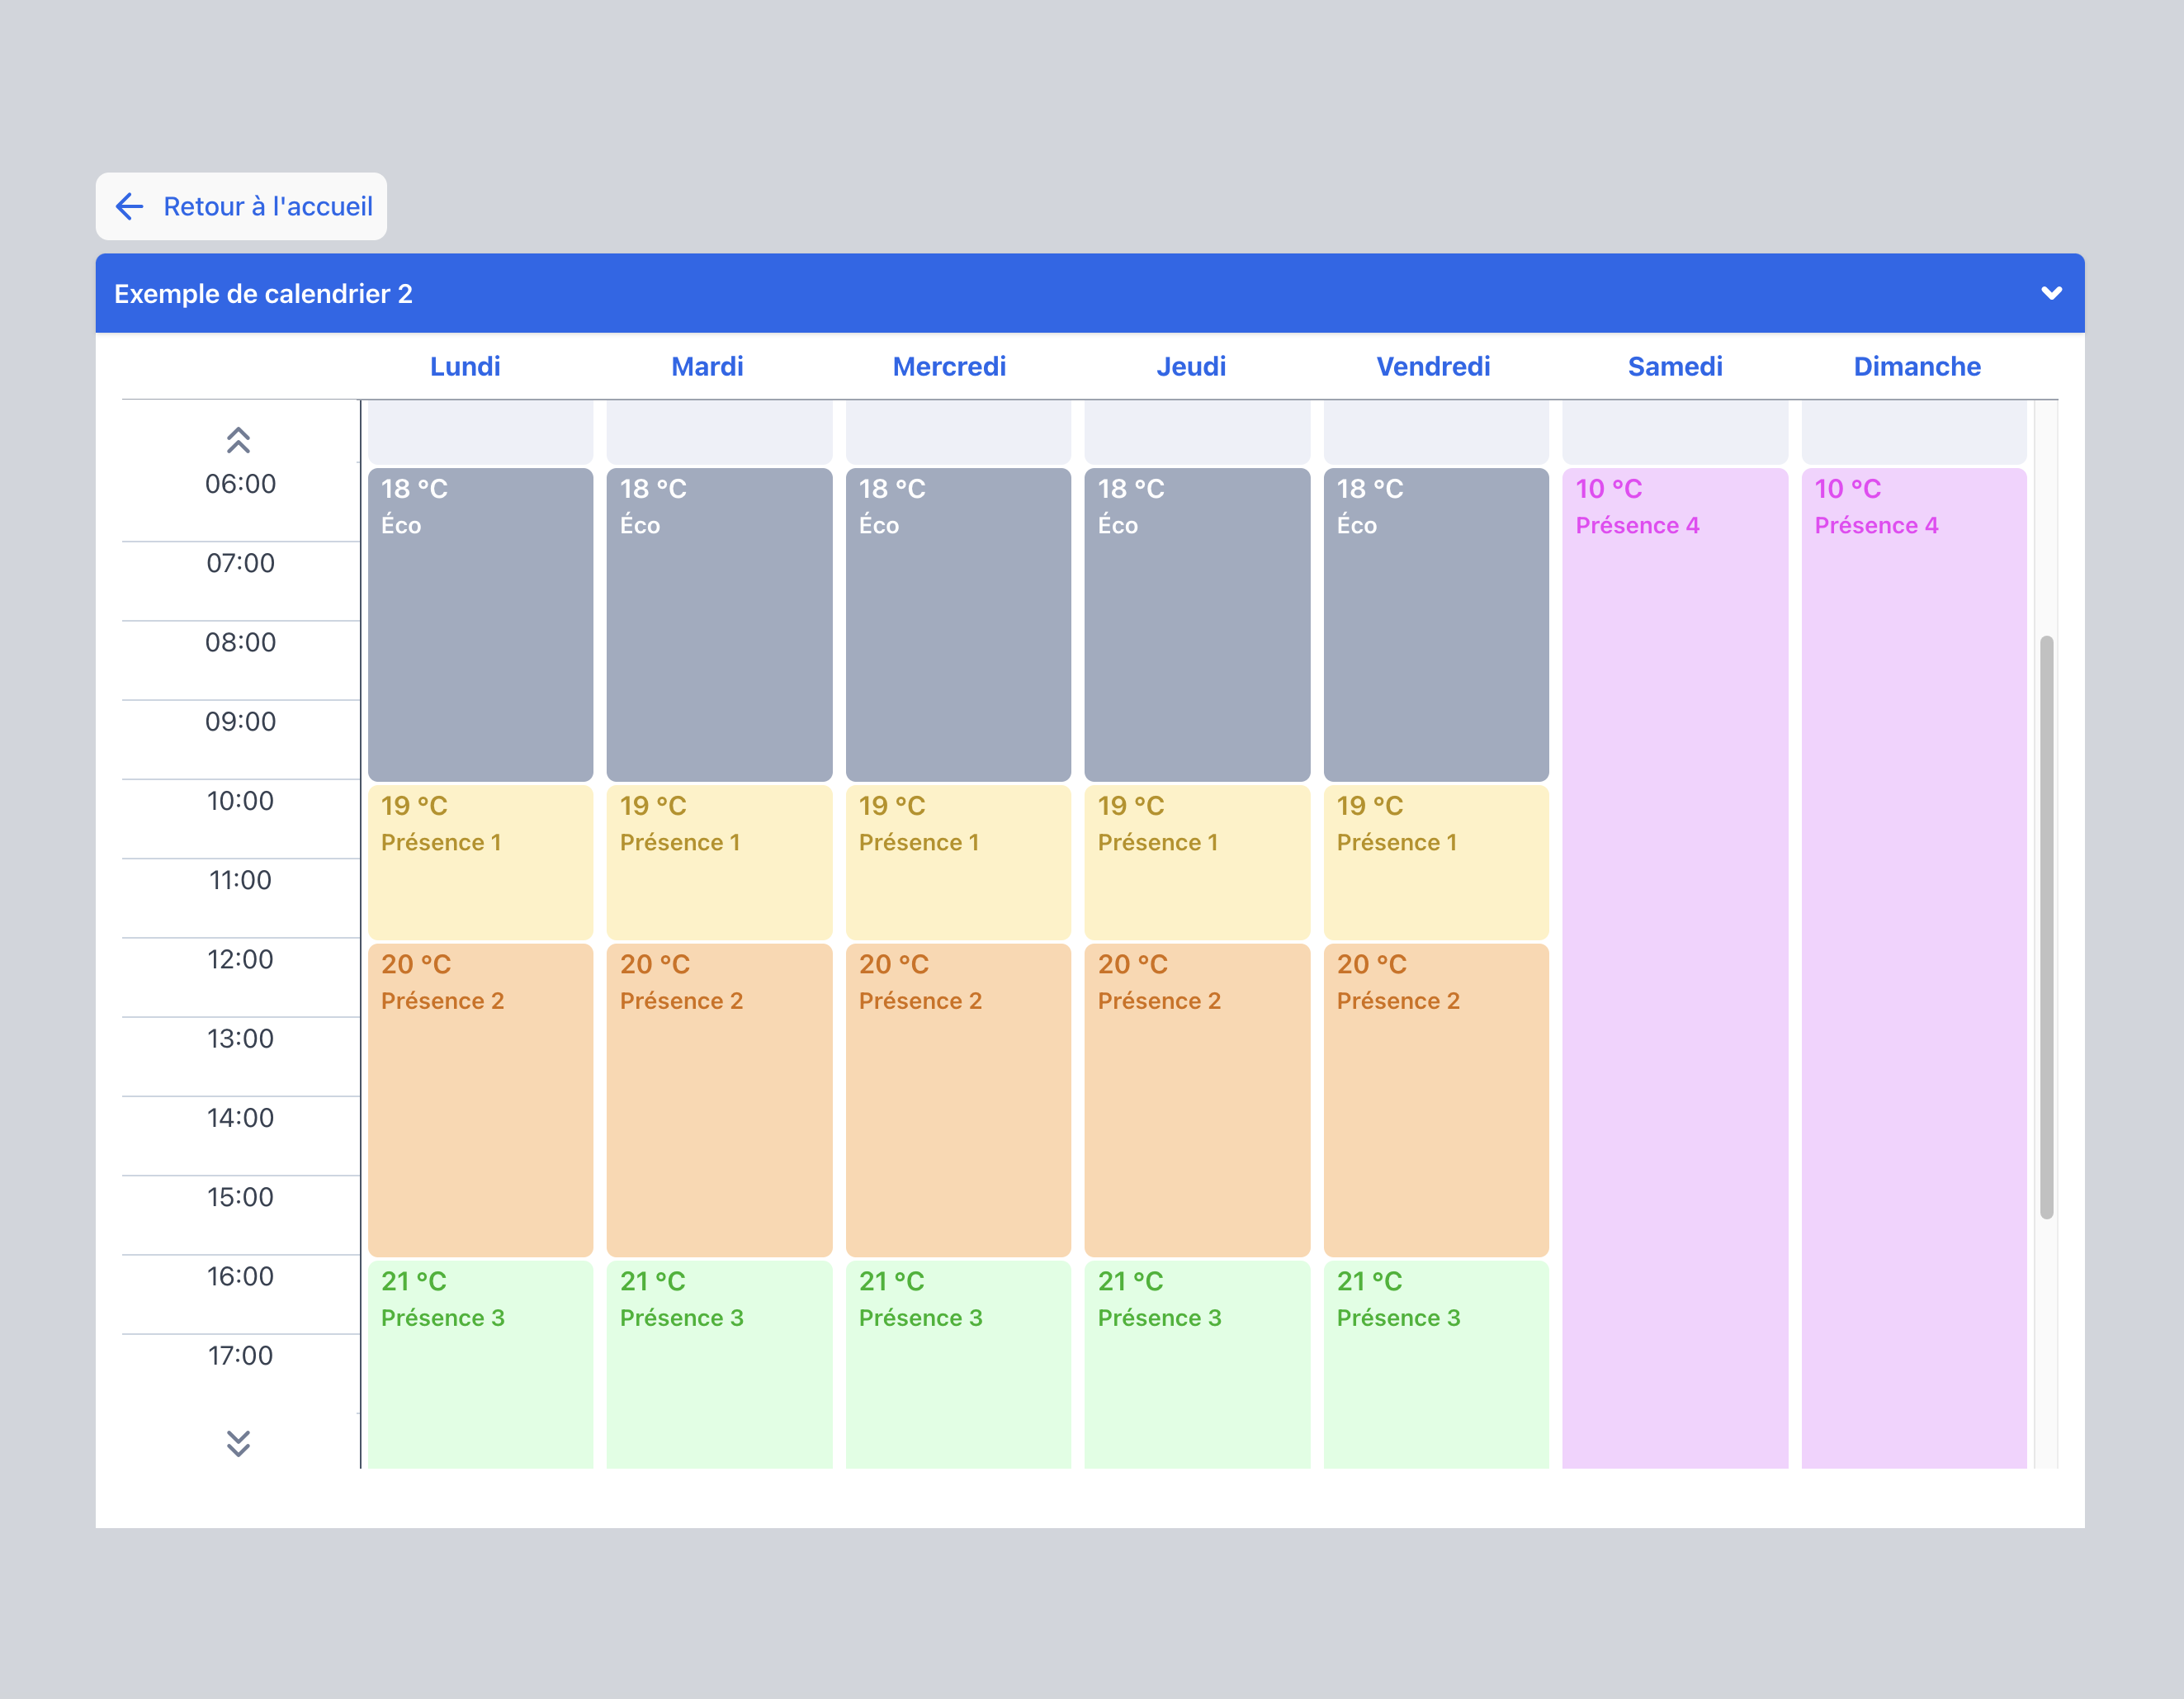 Retour à l'accueil
Exemple de calendrier 2
Lundi Mardi Mercredi Jeudi Vendredi Samedi Dimanche
06:00 18 °C 18 °C 18 °C 18 °C 18 °C 10 °C 10 °C
Éco Éco Éco Éco Éco Présence 4 Présence 4
07:00
08:00
09:00
10:00 19 °C 19 °C 19 °C 19 °C 19 °C
Présence 1 Présence 1 Présence 1 Présence 1 Présence 1
11:00
12:00 20 °C 20 °C 20 °C 20 °C 20 °C
Présence 2 Présence 2 Présence 2 Présence 2 Présence 2
13:00
14:00
15:00
16:00 21 °C 21 °C 21 °C 21 °C 21 °C
Présence 3 Présence 3 Présence 3 Présence 3 Présence 3
17:00